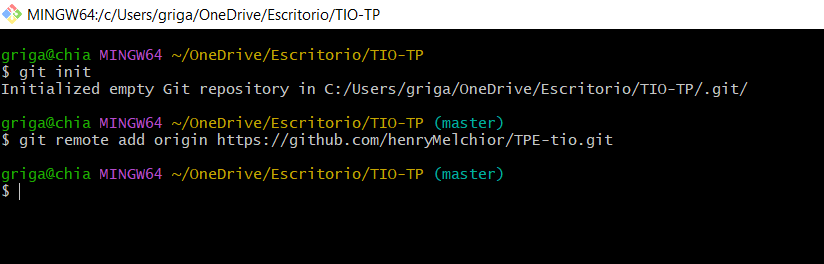 MINGW64:/c/Users/griga/OneDrive/Escritorio/TIO-TP
griga@chia MINGW64 ~/OneDrive/Escritorio/TIO-TP
$ git init
Initialized empty Git repository in C:/Users/griga/OneDrive/Escritorio/TIO-TP/.git/
griga@chia MINGW64 ~/OneDrive/Escritorio/TIO-TP (master)
$ git remote add origin https://github.com/henryMelchior/TPE-tio.git
griga@chia MINGW64 ~/OneDrive/Escritorio/TIO-TP (master)
$